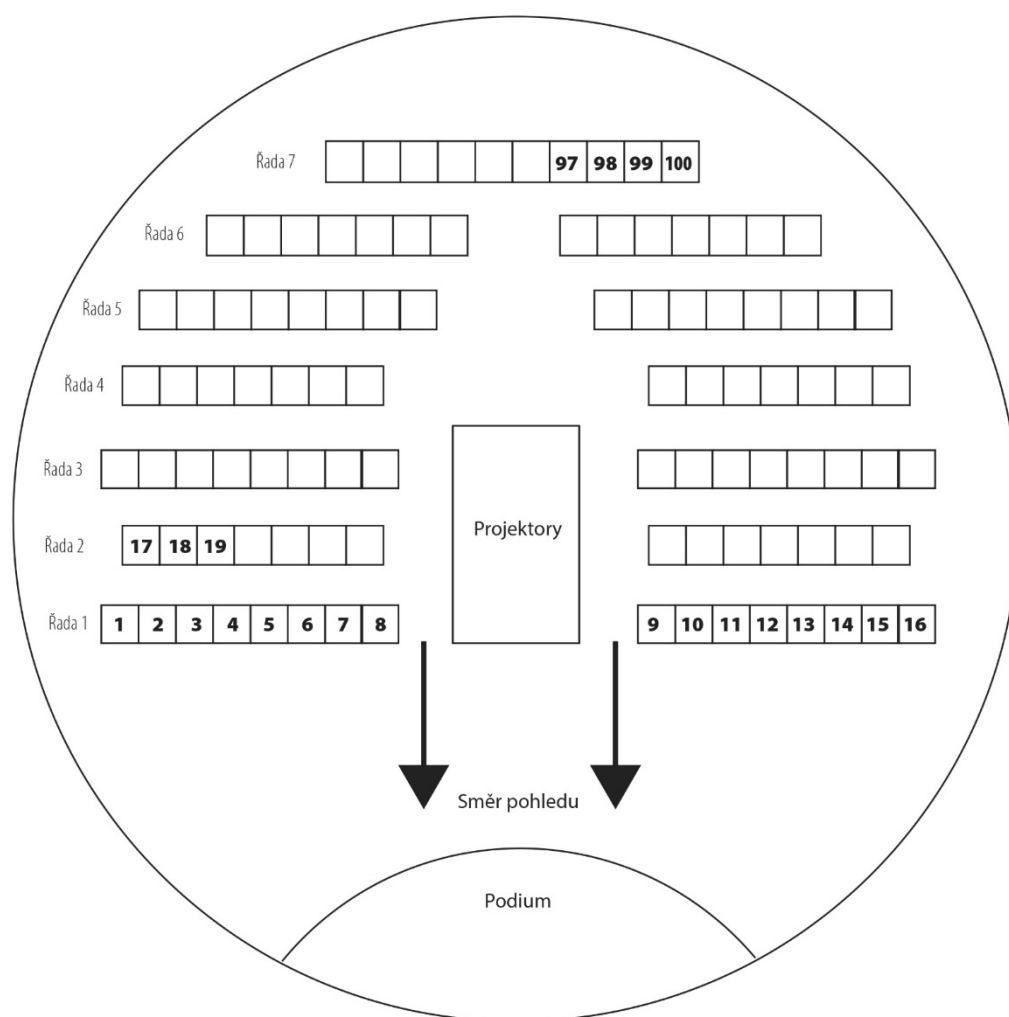 Řada 7 97 98 99 100
Řada 6
Řada 5
Řada 4
Řada 3
Projektory
Řada 2 17 18 19
Řada 1 1 2 3 4 5 6 7 8 9 10 11 12 13 14 15 16
Směr pohledu
Podium